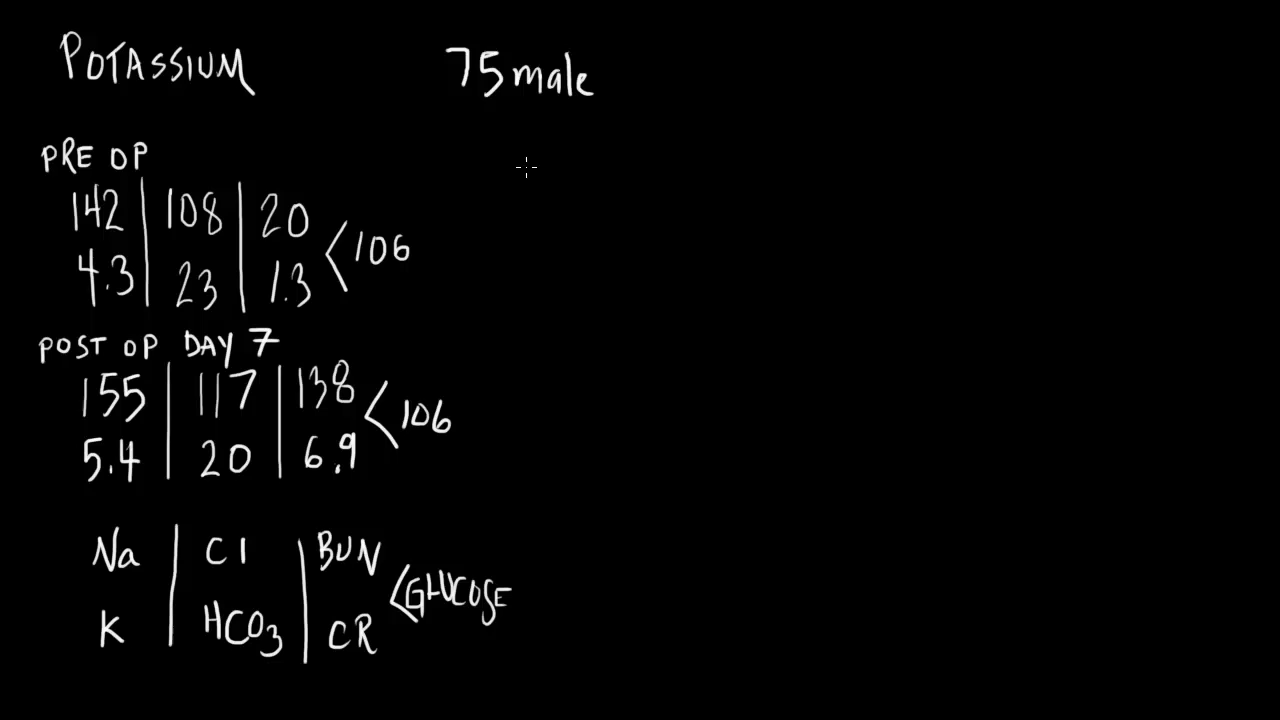 POTASSIUM 75 male
PRE OP
142 | 108 | 20
4.3 | 23 | 1.3 < 106
POST OP DAY 7
155 | 117 | 138
5.4 | 20 | 6.9 < 106
Na | Cl | BUN
K | HCO3 | CR < GLUCOSE